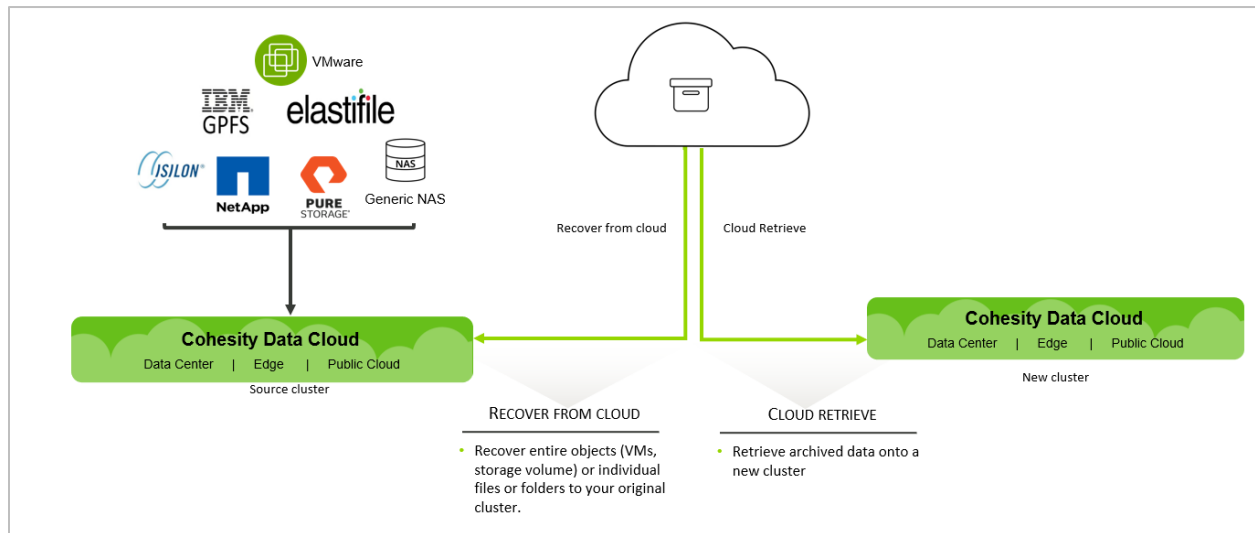 VMware
IBM
GPFS
elastifile
ISILON®
NetApp
PURE
STORAGE®
NAS
Generic NAS
Recover from cloud
Cloud Retrieve
Cohesity Data Cloud
Data Center | Edge | Public Cloud
Source cluster
Cohesity Data Cloud
Data Center | Edge | Public Cloud
New cluster
RECOVER FROM CLOUD
• Recover entire objects (VMs,
storage volume) or individual
files or folders to your original
cluster.
CLOUD RETRIEVE
• Retrieve archived data onto a
new cluster